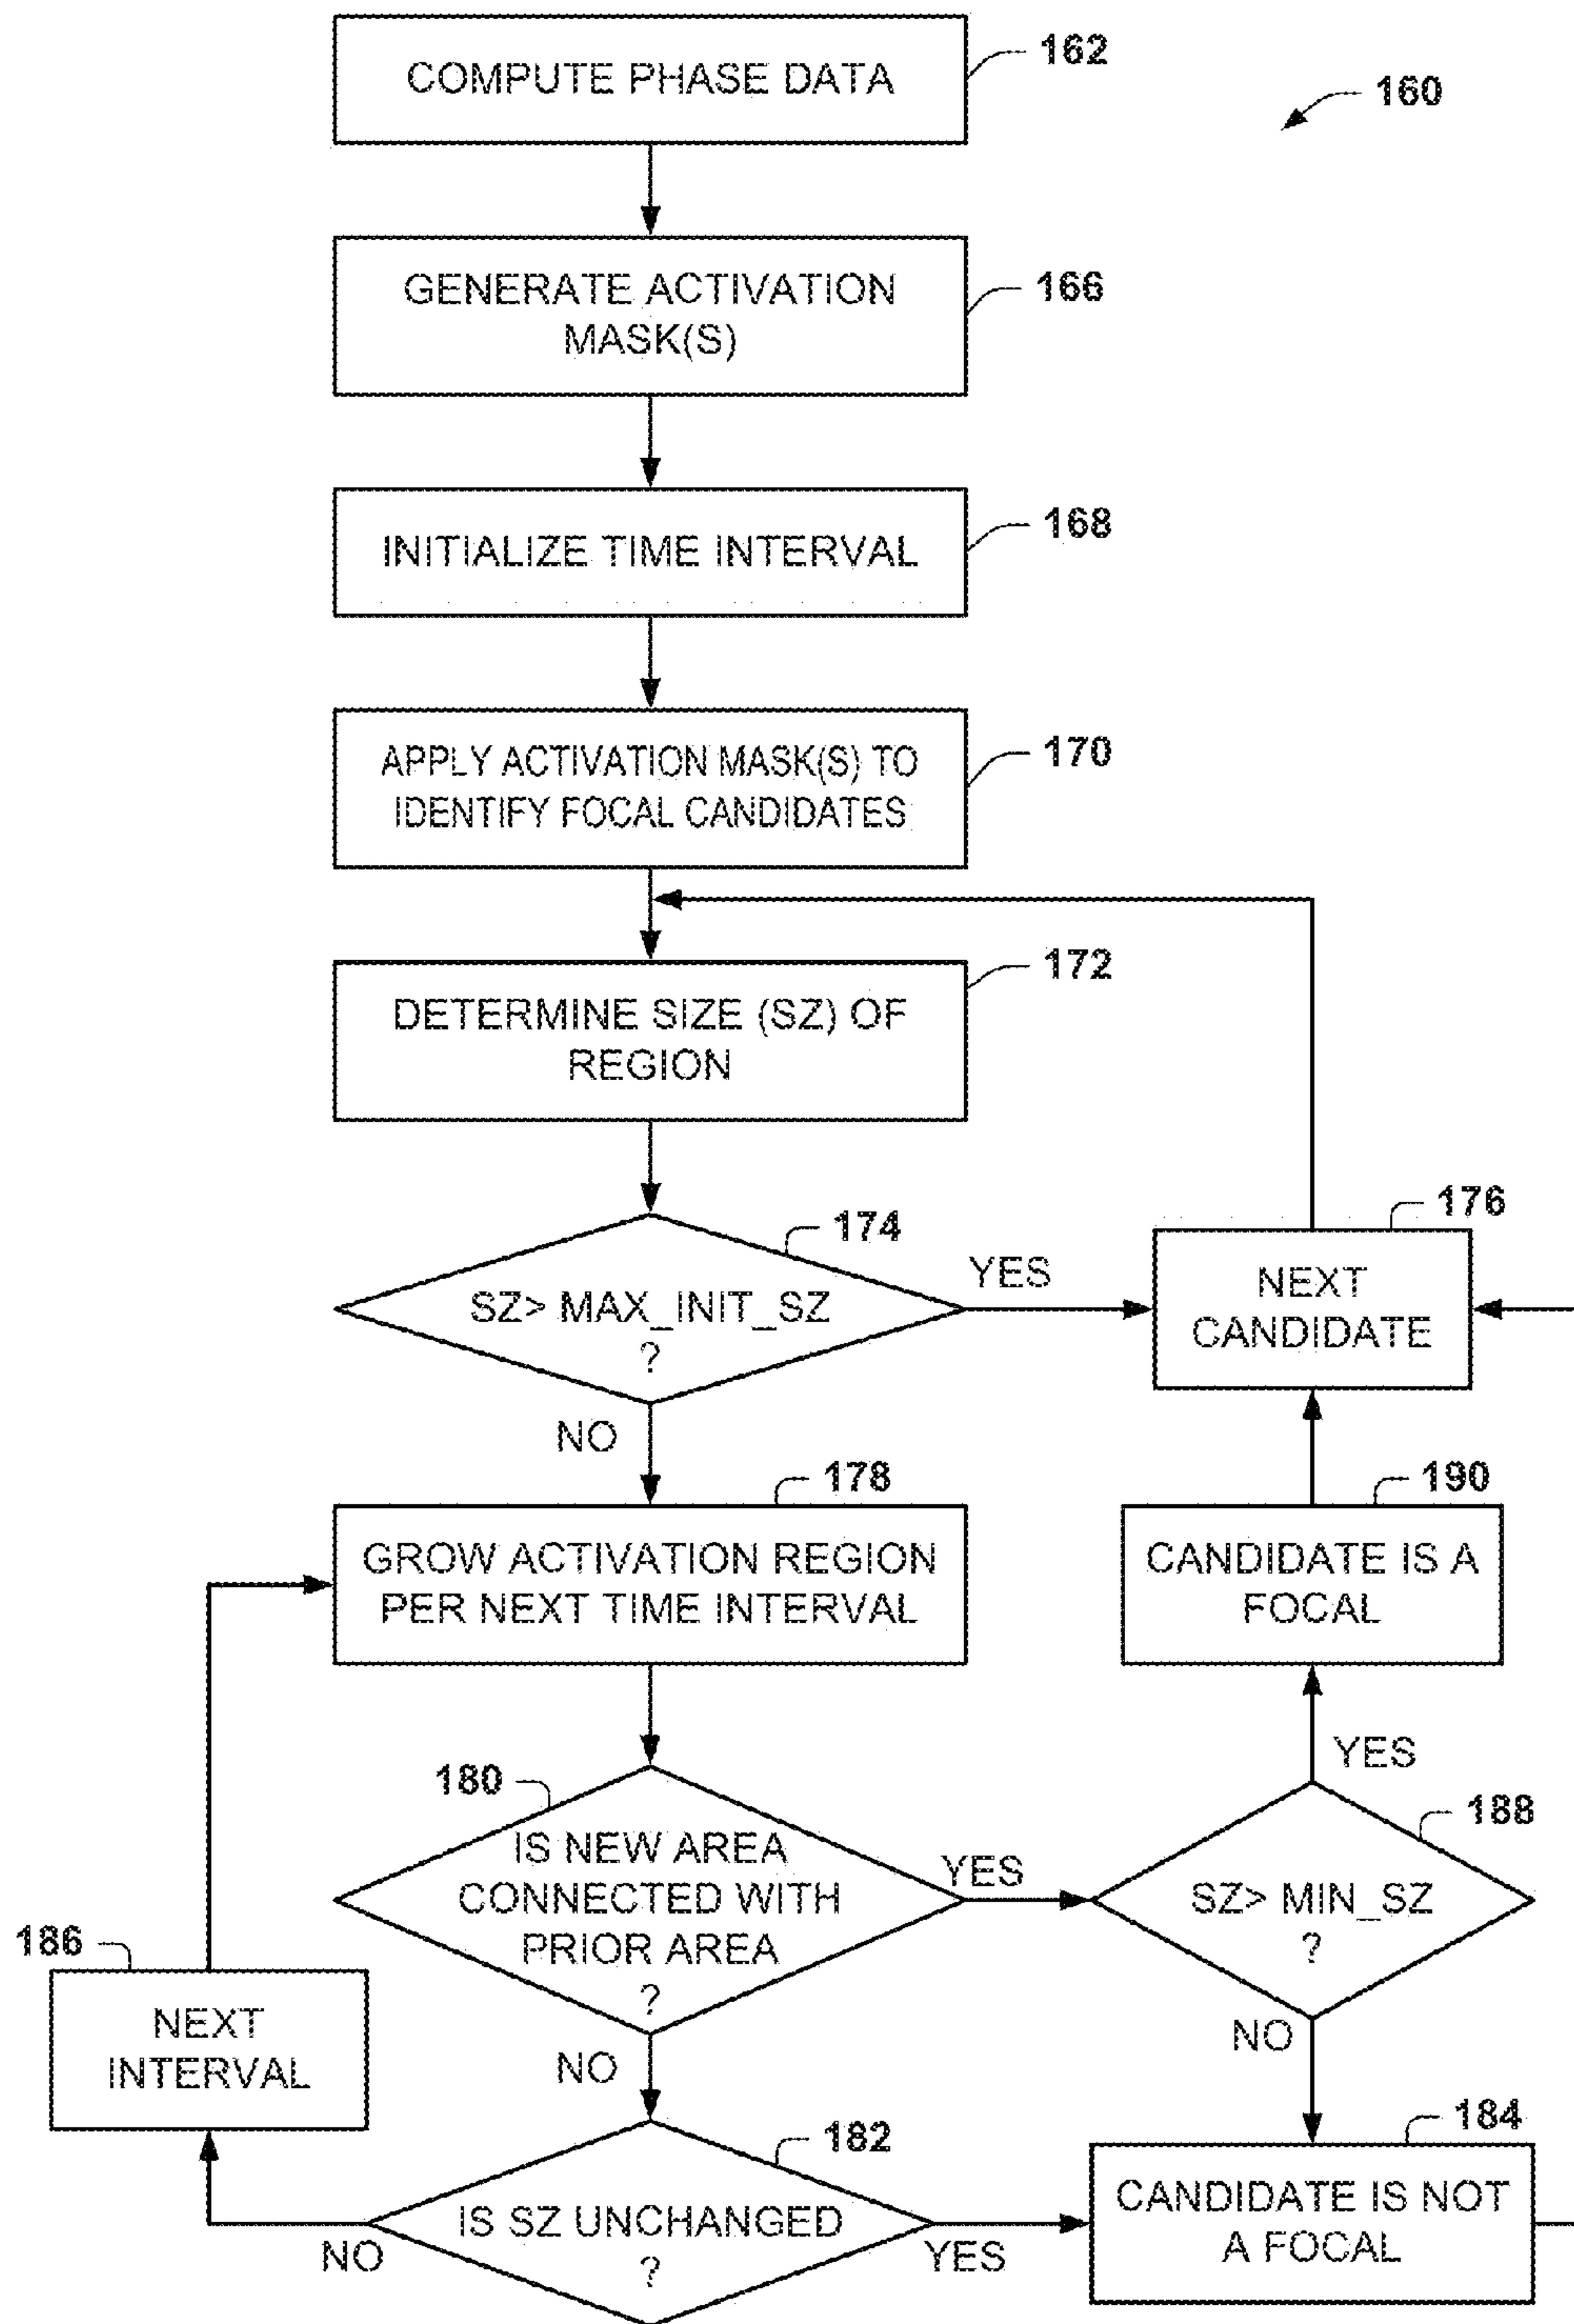 COMPUTE PHASE DATA
162
160
GENERATE ACTIVATION
MASK(S)
166
INITIALIZE TIME INTERVAL
168
APPLY ACTIVATION MASK(S) TO
IDENTIFY FOCAL CANDIDATES
170
DETERMINE SIZE (SZ) OF
REGION
172
SZ> MAX_INIT_SZ
?
174
YES
NO
NEXT
CANDIDATE
176
GROW ACTIVATION REGION
PER NEXT TIME INTERVAL
178
CANDIDATE IS A
FOCAL
190
YES
180
IS NEW AREA
CONNECTED WITH
PRIOR AREA
?
YES
NO
SZ> MIN_SZ
?
188
NO
186
NEXT
INTERVAL
182
IS SZ UNCHANGED
?
NO
YES
184
CANDIDATE IS NOT
A FOCAL